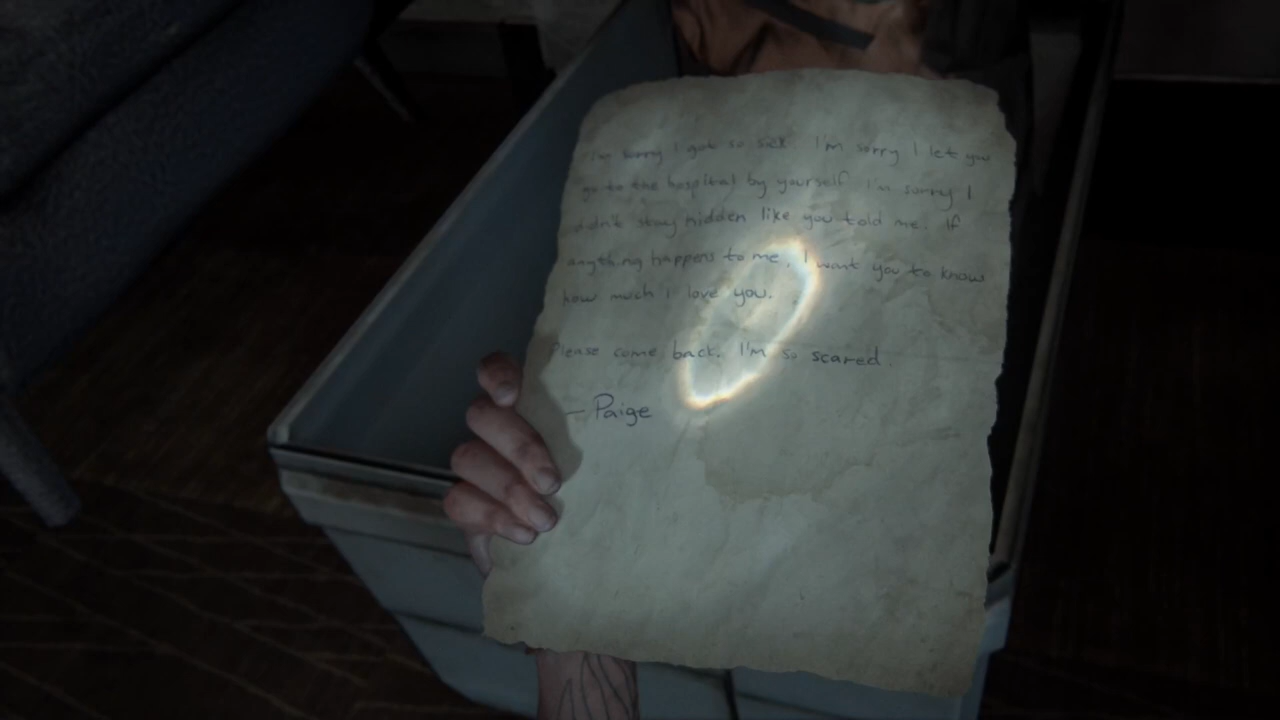 I'm sorry I got so sick. I'm sorry I let you
go to the hospital by yourself. I'm sorry I
didn't stay hidden like you told me. If
anything happens to me, I want you to know
how much I love you.
Please come back. I'm so scared.
— Paige